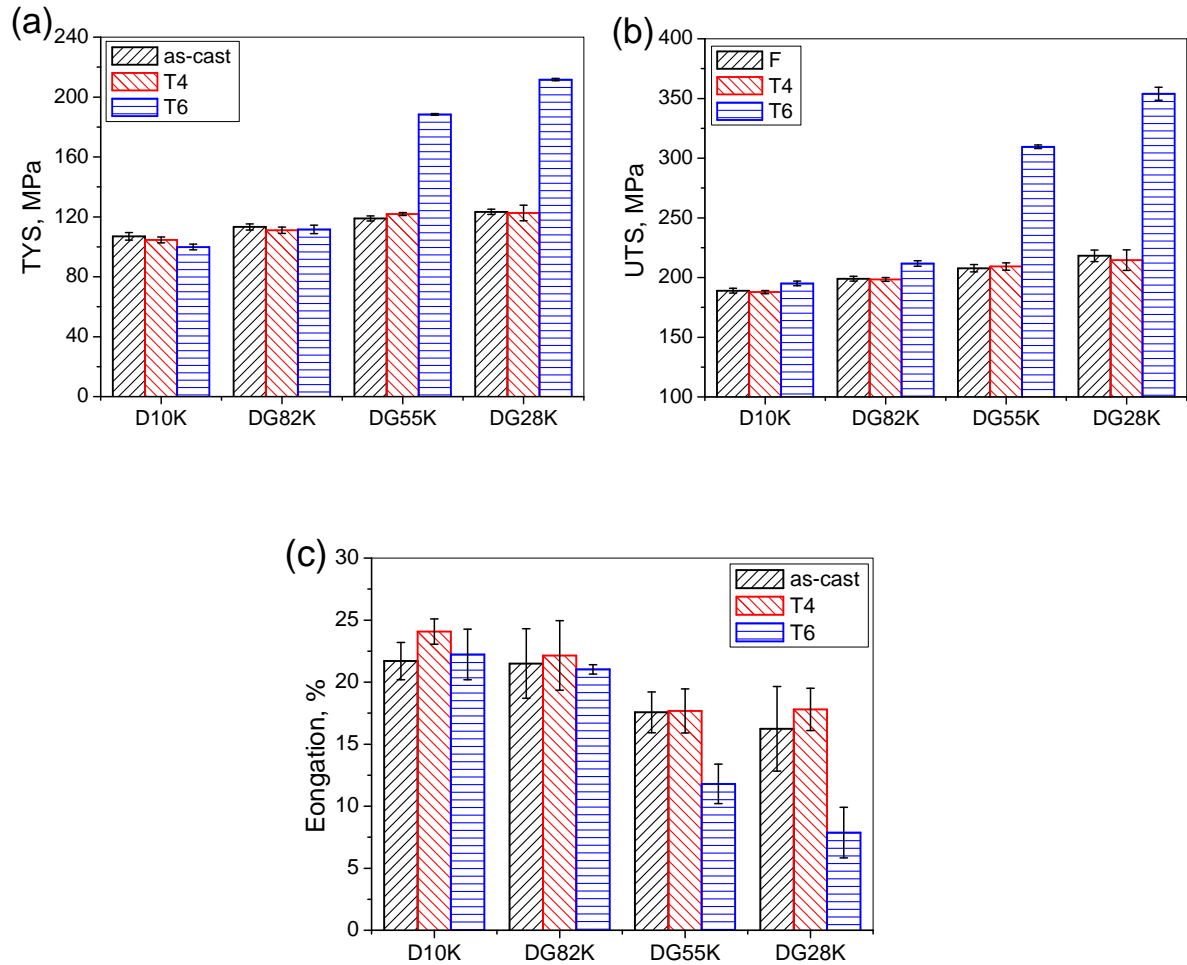 (a)
240
200
160
120
80
40
0
TYS, MPa
as-cast
T4
T6
D10K DG82K DG55K DG28K
(b)
400
350
300
250
200
150
100
UTS, MPa
F
T4
T6
D10K DG82K DG55K DG28K
(c)
30
25
20
15
10
5
0
Eongation, %
as-cast
T4
T6
D10K DG82K DG55K DG28K